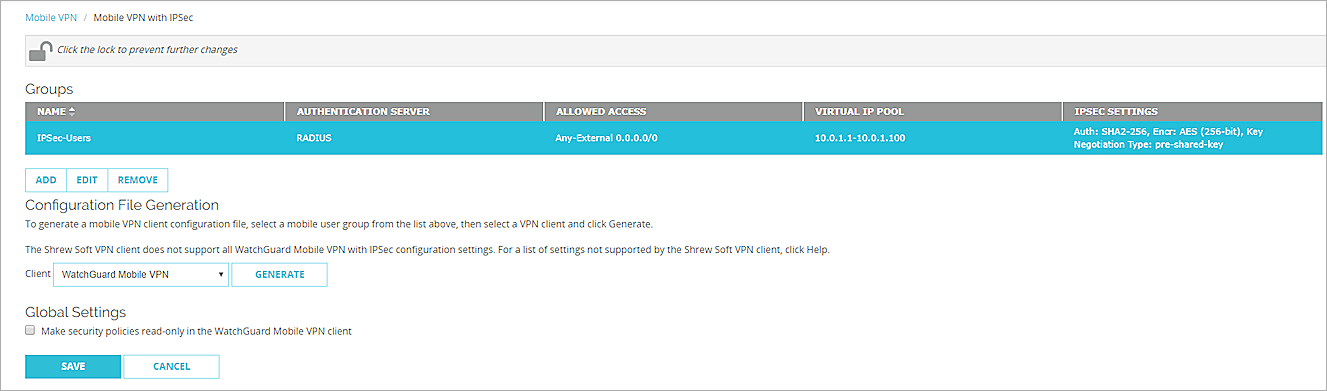 Mobile VPN / Mobile VPN with IPSec
Click the lock to prevent further changes
Groups
NAME AUTHENTICATION SERVER ALLOWED ACCESS VIRTUAL IP POOL IPSEC SETTINGS
IPSec-Users RADIUS Any-External 0.0.0.0/0 10.0.1.1-10.0.1.100 Auth: SHA2-256, Encr: AES (256-bit), Key
Negotiation Type: pre-shared-key
ADD EDIT REMOVE
Configuration File Generation
To generate a mobile VPN client configuration file, select a mobile user group from the list above, then select a VPN client and click Generate.
The Shrew Soft VPN client does not support all WatchGuard Mobile VPN with IPSec configuration settings. For a list of settings not supported by the Shrew Soft VPN client, click Help.
Client WatchGuard Mobile VPN GENERATE
Global Settings
Make security policies read-only in the WatchGuard Mobile VPN client
SAVE CANCEL